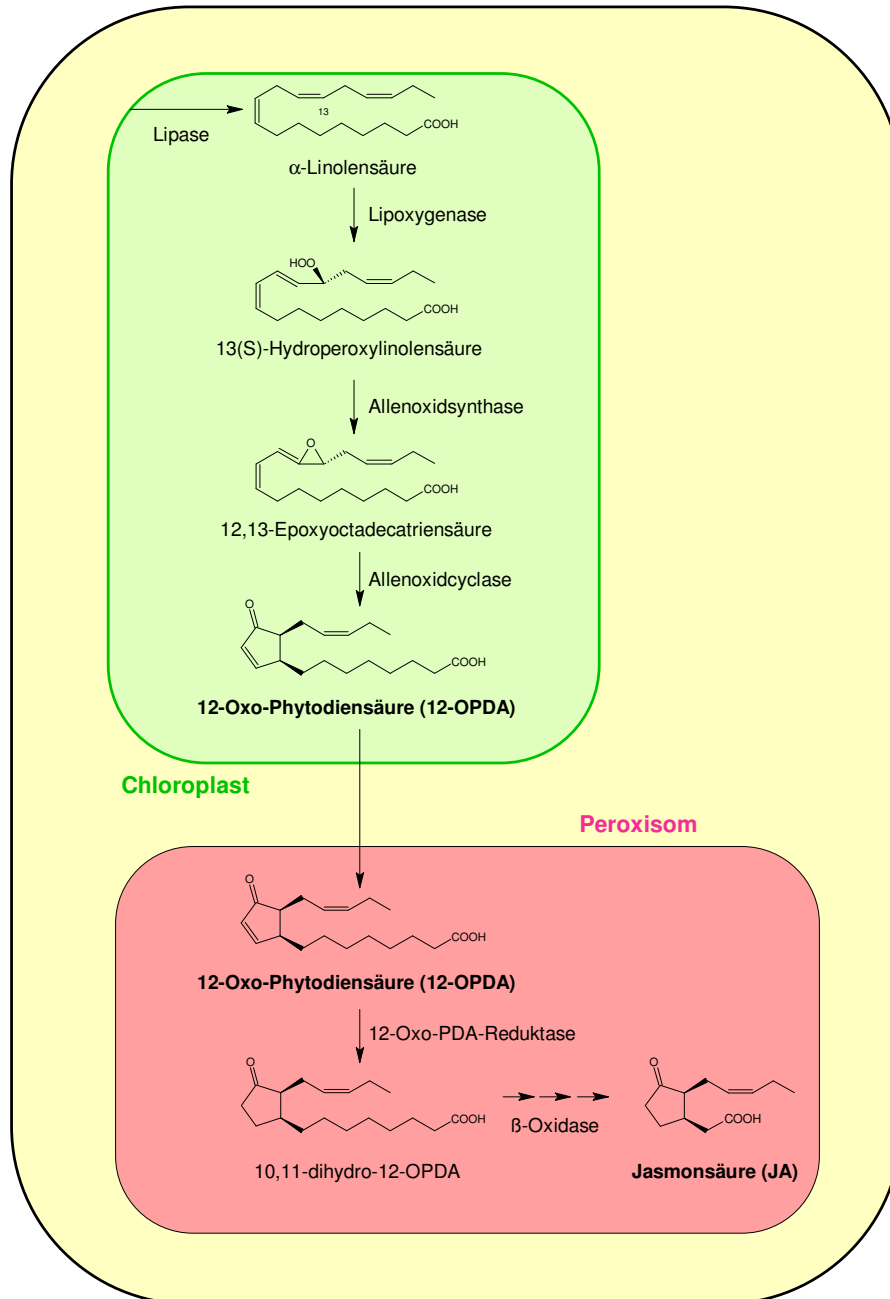 13
COOH
Lipase
α-Linolensäure
Lipoxygenase
HOO
COOH
13(S)-Hydroperoxylinolensäure
Allenoxidsynthase
O
COOH
12,13-Epoxyoctadecatriensäure
Allenoxidcyclase
O
COOH
12-Oxo-Phytodiensäure (12-OPDA)
Chloroplast
Peroxisom
O
COOH
12-Oxo-Phytodiensäure (12-OPDA)
12-Oxo-PDA-Reduktase
O
COOH
10,11-dihydro-12-OPDA
ß-Oxidase
O
COOH
Jasmonsäure (JA)